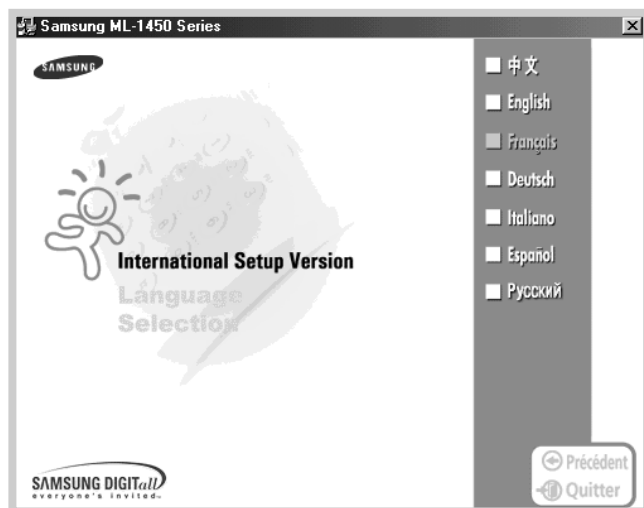 Samsung ML-1450 Series
SAMSUNG
International Setup Version
Language
Selection
中文
English
Français
Deutsch
Italiano
Español
Русский
SAMSUNG DIGITall
everyone's invited™
Précédent
Quitter